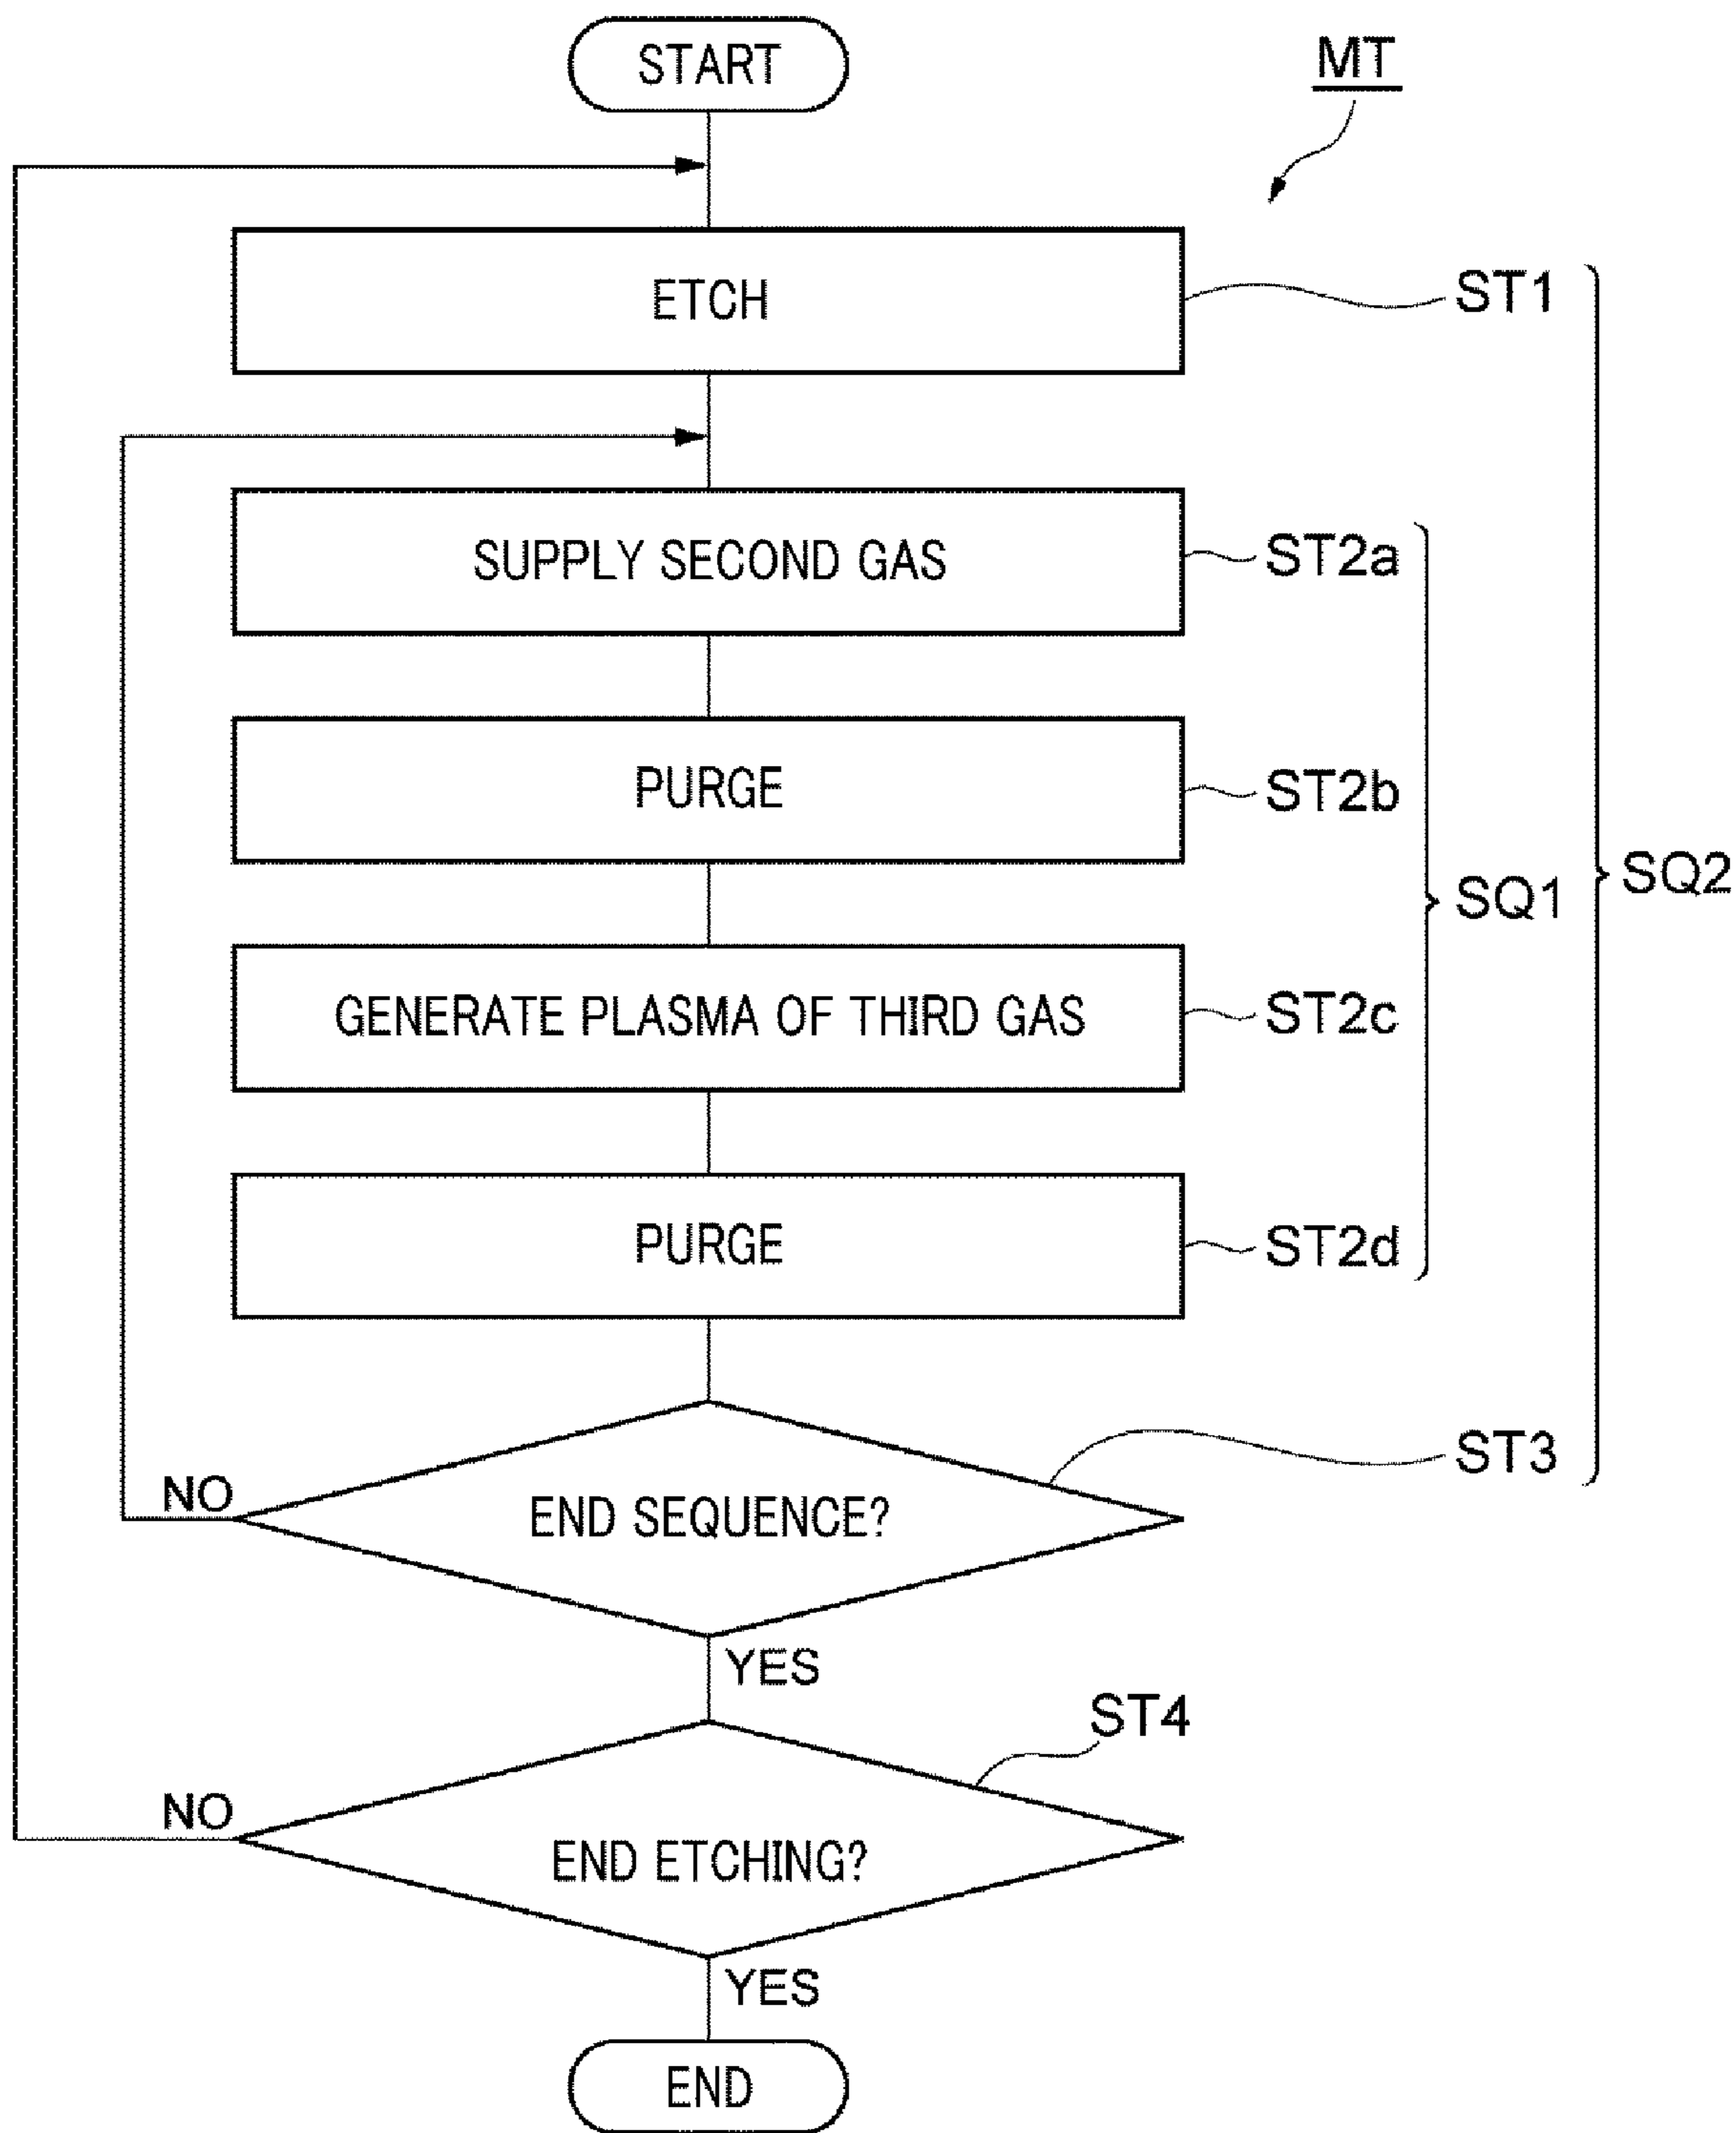 START
MT
ETCH
ST1
SUPPLY SECOND GAS
ST2a
PURGE
ST2b
SQ1
SQ2
GENERATE PLASMA OF THIRD GAS
ST2c
PURGE
ST2d
ST3
NO
END SEQUENCE?
YES
ST4
NO
END ETCHING?
YES
END